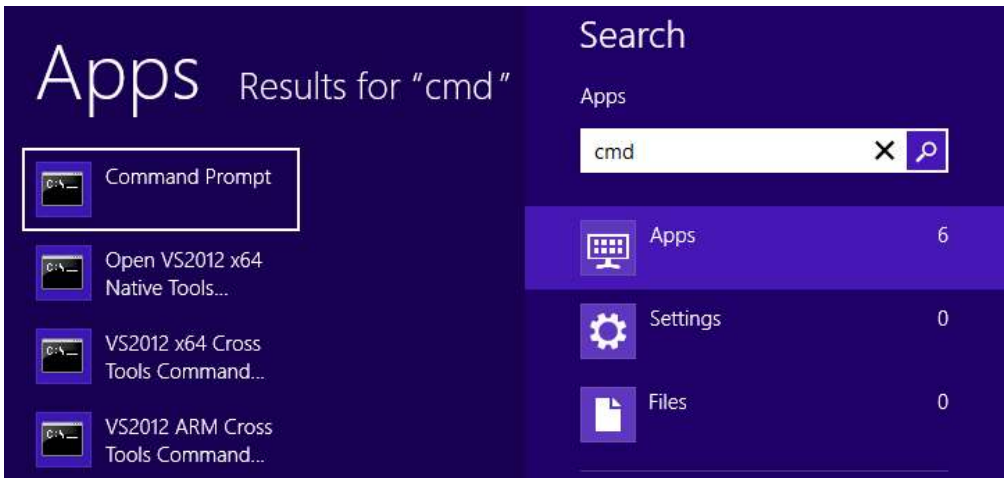 Apps Results for "cmd"
Command Prompt
Open VS2012 x64
Native Tools...
VS2012 x64 Cross
Tools Command...
VS2012 ARM Cross
Tools Command...
Search
Apps
cmd
Apps 6
Settings 0
Files 0